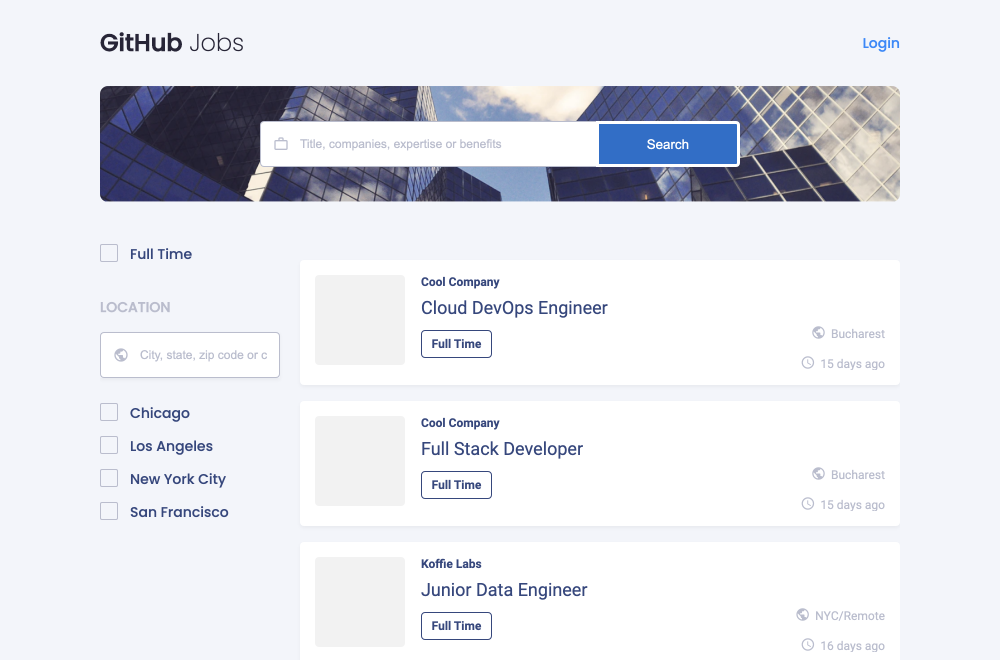 GitHub Jobs
Login
Title, companies, expertise or benefits
Search
Full Time
LOCATION
City, state, zip code or c
Chicago
Los Angeles
New York City
San Francisco
Cool Company
Cloud DevOps Engineer
Full Time
Bucharest
15 days ago
Cool Company
Full Stack Developer
Full Time
Bucharest
15 days ago
Koffie Labs
Junior Data Engineer
Full Time
NYC/Remote
16 days ago